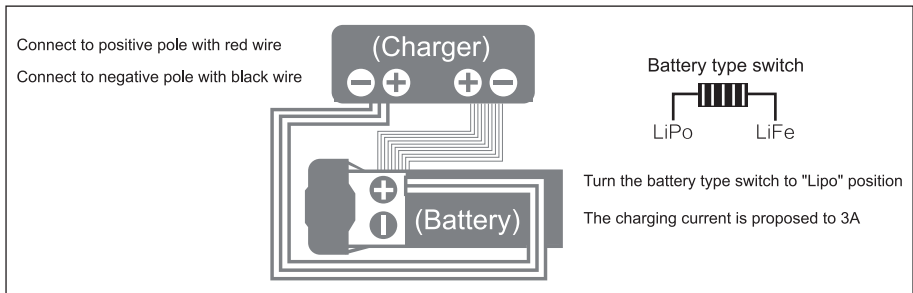 Connect to positive pole with red wire
Connect to negative pole with black wire
(Charger)
(Battery)
Battery type switch
LiPo LiFe
Turn the battery type switch to "Lipo" position
The charging current is proposed to 3A